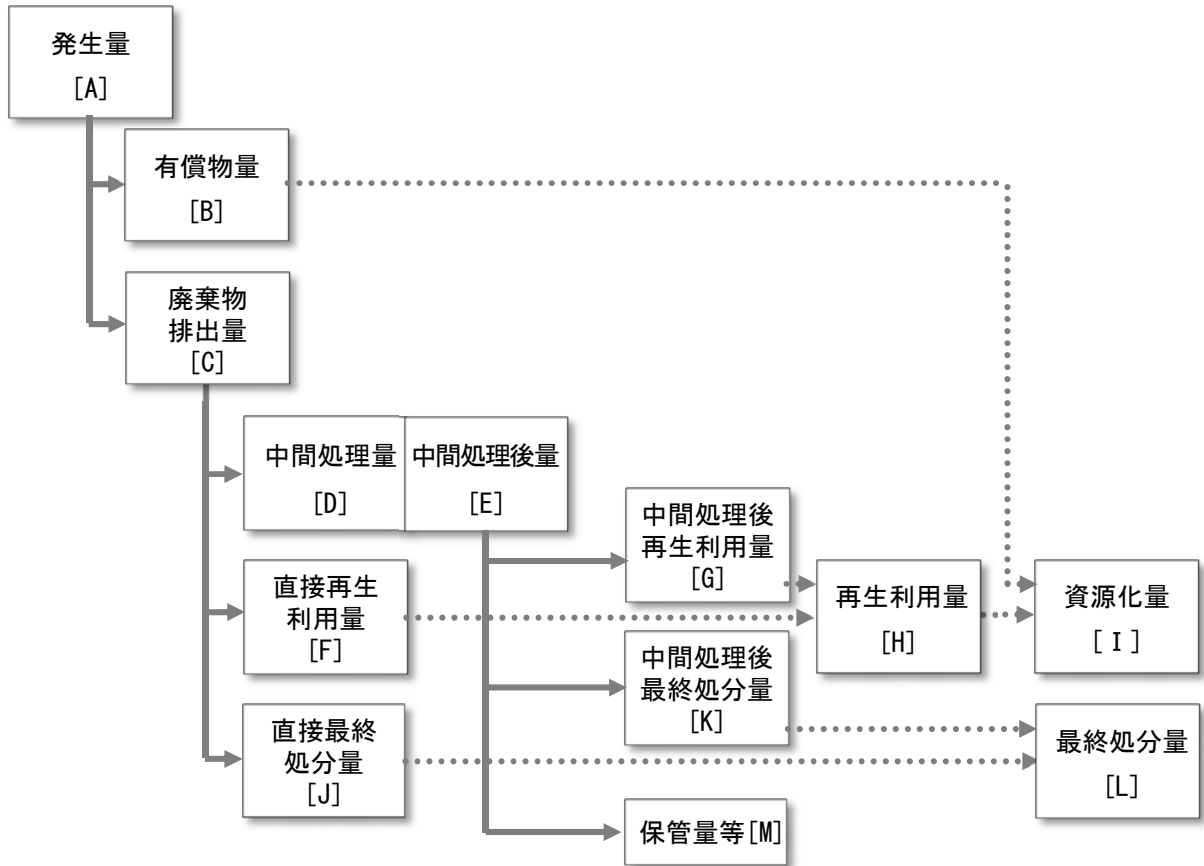 発生量
[A]
有償物量
[B]
廃棄物
排出量
[C]
中間処理量
[D]
中間処理後量
[E]
直接再生
利用量
[F]
中間処理後
再生利用量
[G]
再生利用量
[H]
資源化量
[I]
直接最終
処分量
[J]
中間処理後
最終処分量
[K]
最終処分量
[L]
保管量等[M]